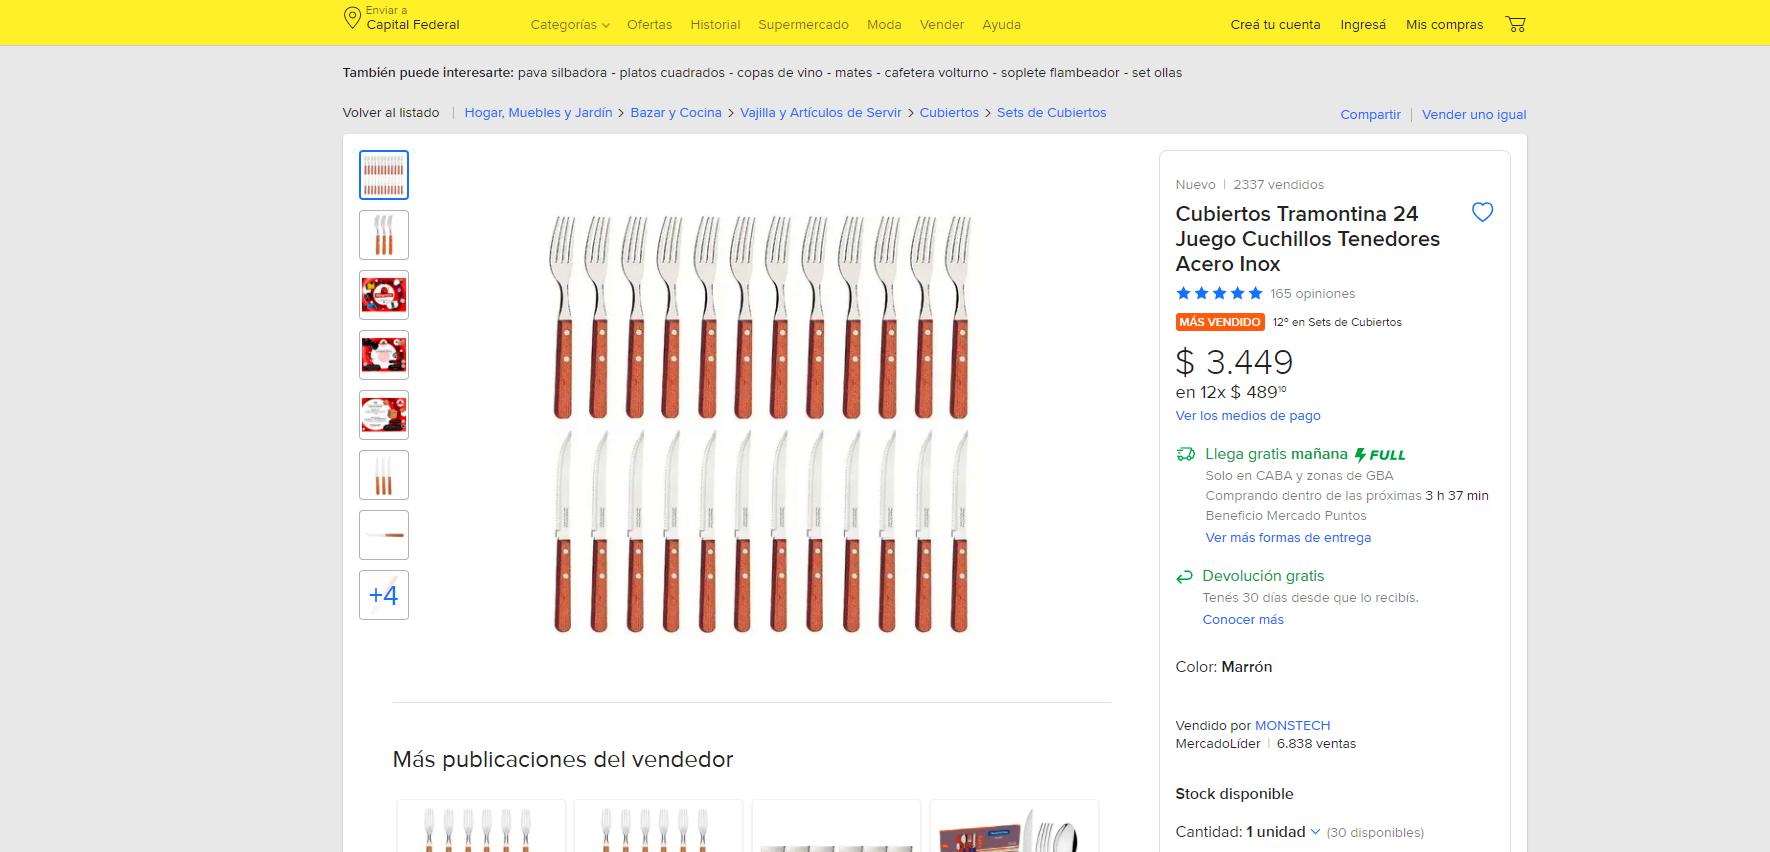 Enviar a
Capital Federal
Categorías
Ofertas
Historial
Supermercado
Moda
Vender
Ayuda
Creá tu cuenta
Ingresá
Mis compras
También puede interesarte: pava silbadora - platos cuadrados - copas de vino - mates - cafetera volturno - soplete flambeador - set ollas
Volver al listado | Hogar, Muebles y Jardín > Bazar y Cocina > Vajilla y Artículos de Servir > Cubiertos > Sets de Cubiertos
Compartir | Vender uno igual
+4
Nuevo | 2337 vendidos
Cubiertos Tramontina 24
Juego Cuchillos Tenedores
Acero Inox
165 opiniones
MÁS VENDIDO 12º en Sets de Cubiertos
$ 3.449
en 12x $ 489¹⁰
Ver los medios de pago
Llega gratis mañana FULL
Solo en CABA y zonas de GBA
Comprando dentro de las próximas 3 h 37 min
Beneficio Mercado Puntos
Ver más formas de entrega
Devolución gratis
Tenés 30 días desde que lo recibís.
Conocer más
Color: Marrón
Vendido por MONSTECH
MercadoLíder | 6.838 ventas
Stock disponible
Cantidad: 1 unidad (30 disponibles)
Más publicaciones del vendedor